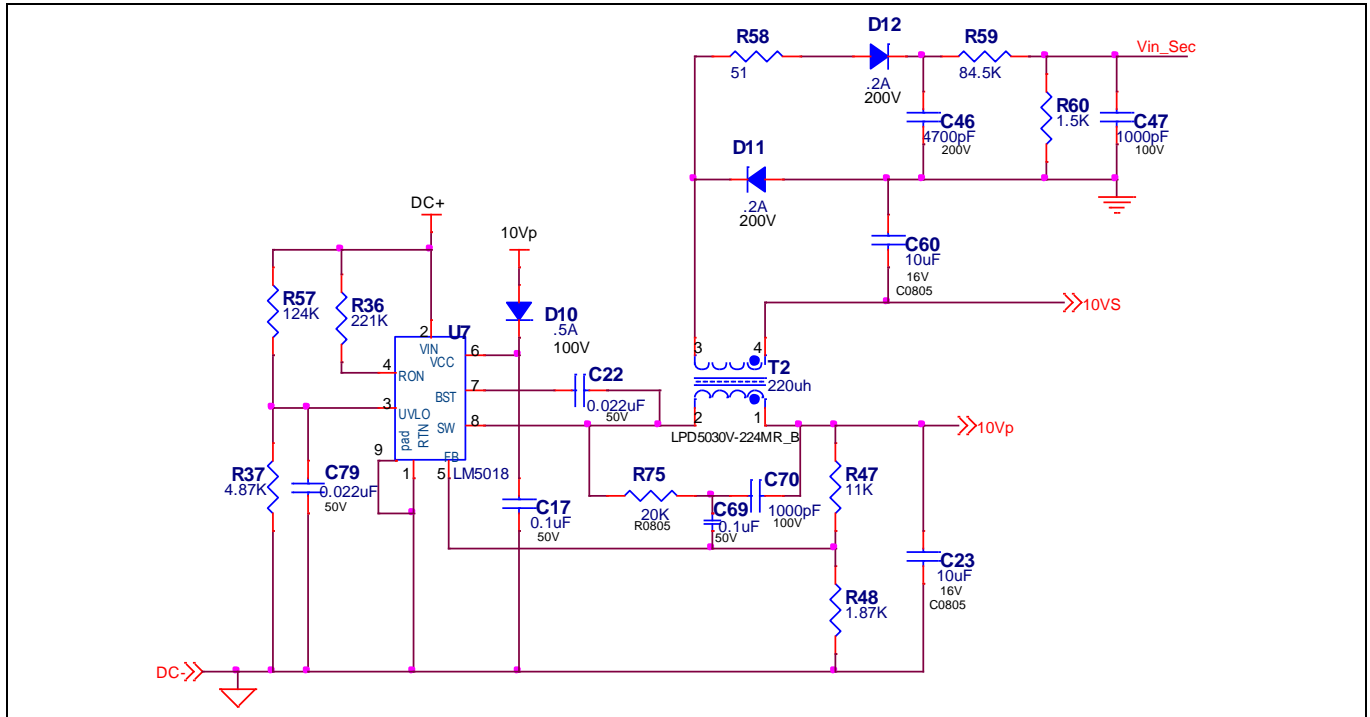 R58
51
D12
.2A
200V
R59
84.5K
Vin_Sec
C46
4700pF
200V
R60
1.5K
C47
1000pF
100V
D11
.2A
200V
C60
10uF
16V
C0805
10VS
DC+
10Vp
R57
124K
R36
221K
D10
.5A
100V
U7
2
VIN
VCC
6
4
RON
7
BST
3
UVLO
8
SW
9
pad
RTN
FB
1
5
LM5018
C22
0.022uF
50V
3
4
T2
220uh
2
1
LPD5030V-224MR_B
10Vp
R37
4.87K
C79
0.022uF
50V
C17
0.1uF
50V
R75
20K
R0805
C69
0.1uF
50V
C70
1000pF
100V
R47
11K
C23
10uF
16V
C0805
R48
1.87K
DC-